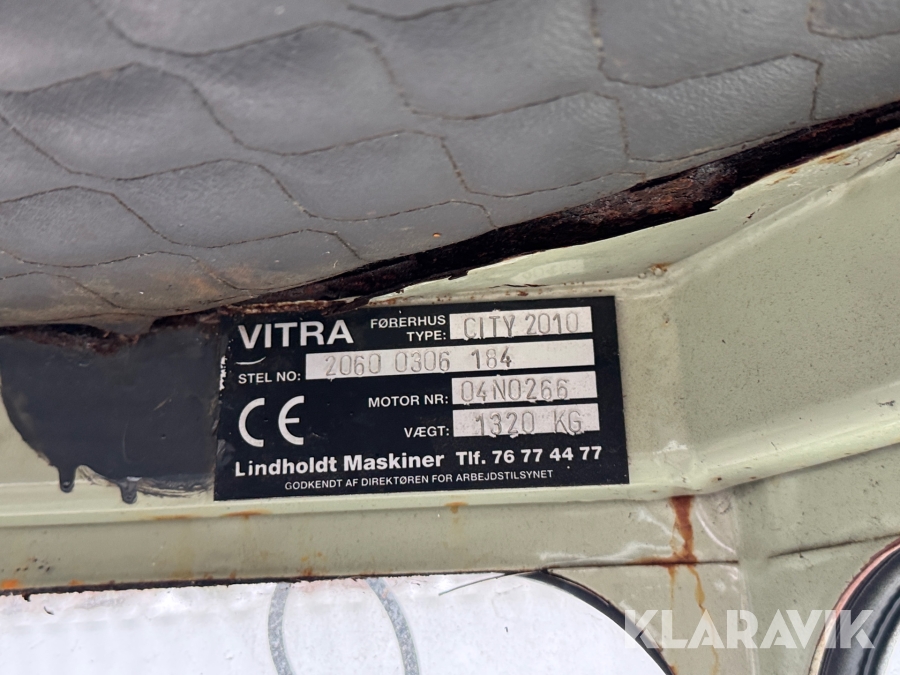 VITRA FØRERHUS TYPE: CITY 2010
STEL NO: 2060 0306 184
CE MOTOR NR: 04N0266
VÆGT: 1320 KG
Lindholdt Maskiner Tlf. 76 77 44 77
GODKENDT AF DIREKTØREN FOR ARBEJDSTILSYNET
KLARAVIK